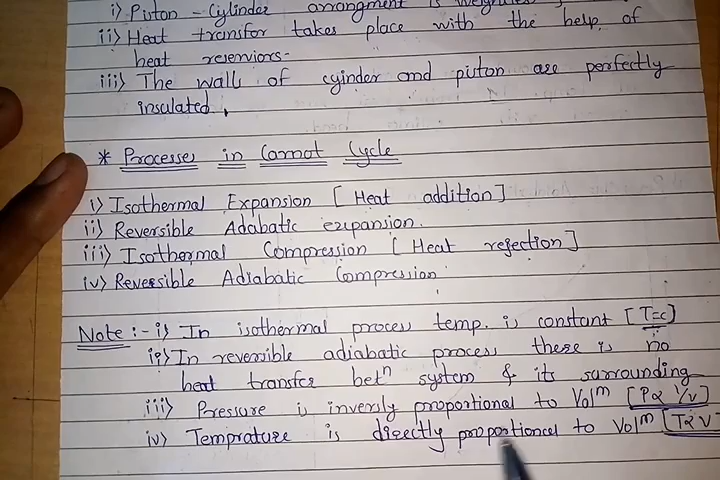 i) Piston - Cylinder arrangment is weightless
ii) Heat transfer takes place with the help of
heat reserviors-
iii) The walls of cyinder and piston are perfectly
insulated.
* Processes in Carnot Cycle
i) Isothermal Expansion [ Heat addition ]
ii) Reversible Adabatic expansion.
iii) Isothermal Compression [ Heat rejection ]
iv) Reversible Adiabatic Compression
Note :- i) In isothermal process temp. is constant [ T=c ]
ii) In reversible adiabatic process there is no
heat transfer betⁿ system & its surrounding
iii) Pressure is inversly proportional to Volᵐ [ P∝ 1/V ]
iv) Temprature is directly proportional to Volᵐ [ T∝ V